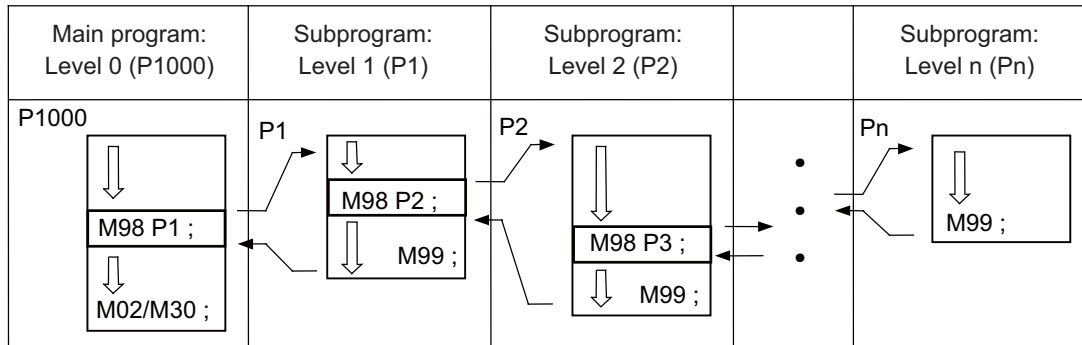 Main program:
Level 0 (P1000)
Subprogram:
Level 1 (P1)
Subprogram:
Level 2 (P2)
Subprogram:
Level n (Pn)
P1000
M98 P1 ;
M02/M30 ;
P1
M98 P2 ;
M99 ;
P2
M98 P3 ;
M99 ;
Pn
M99 ;